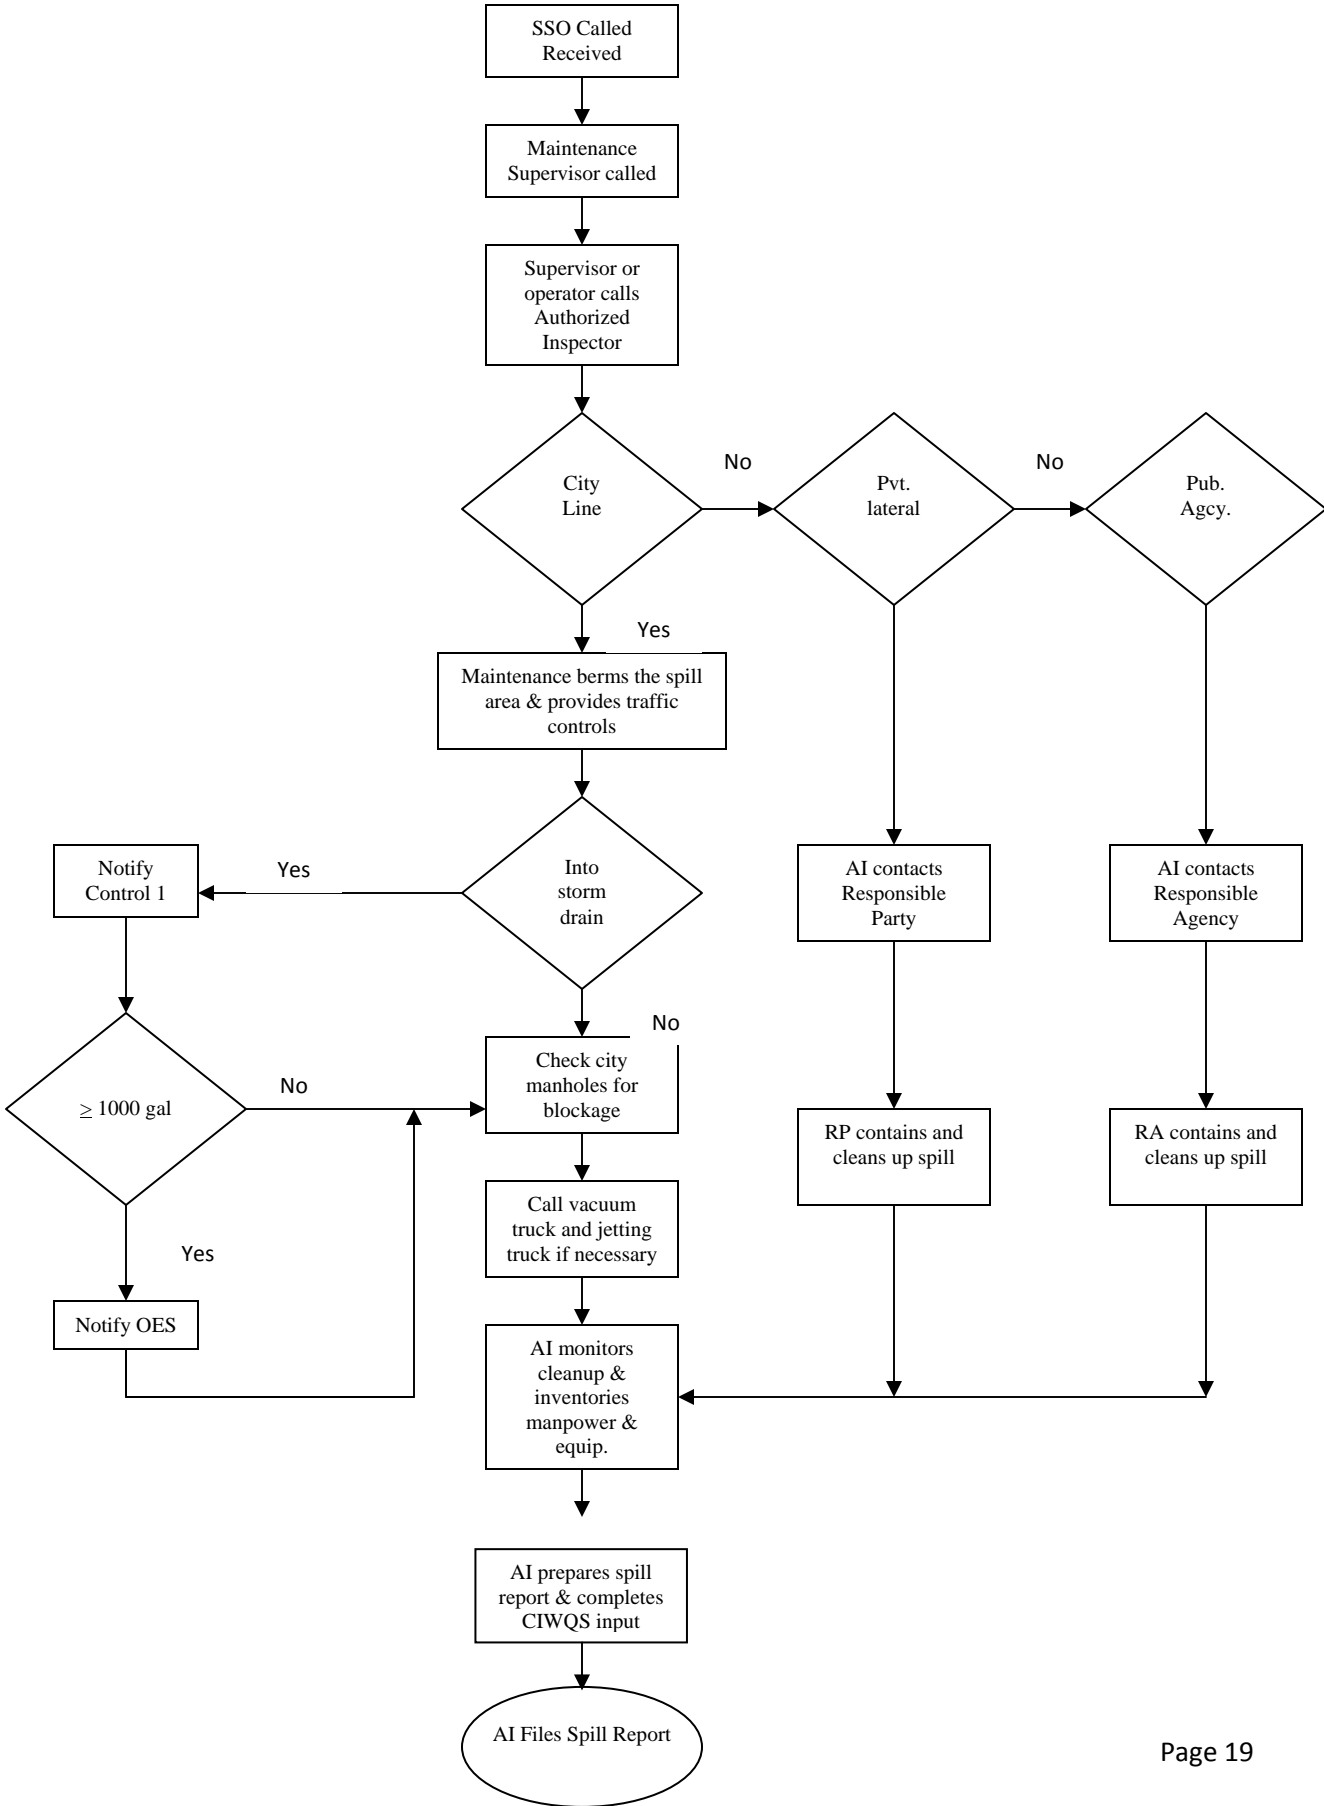 SSO Called
Received
Maintenance
Supervisor called
Supervisor or
operator calls
Authorized
Inspector
City
Line
No
Pvt.
lateral
No
Pub.
Agcy.
Yes
Maintenance berms the spill
area & provides traffic
controls
Notify
Control 1
Yes
Into
storm
drain
AI contacts
Responsible
Party
AI contacts
Responsible
Agency
No
≥ 1000 gal
No
Check city
manholes for
blockage
RP contains and
cleans up spill
RA contains and
cleans up spill
Yes
Call vacuum
truck and jetting
truck if necessary
Notify OES
AI monitors
cleanup &
inventories
manpower &
equip.
AI prepares spill
report & completes
CIWQS input
AI Files Spill Report
Page 19